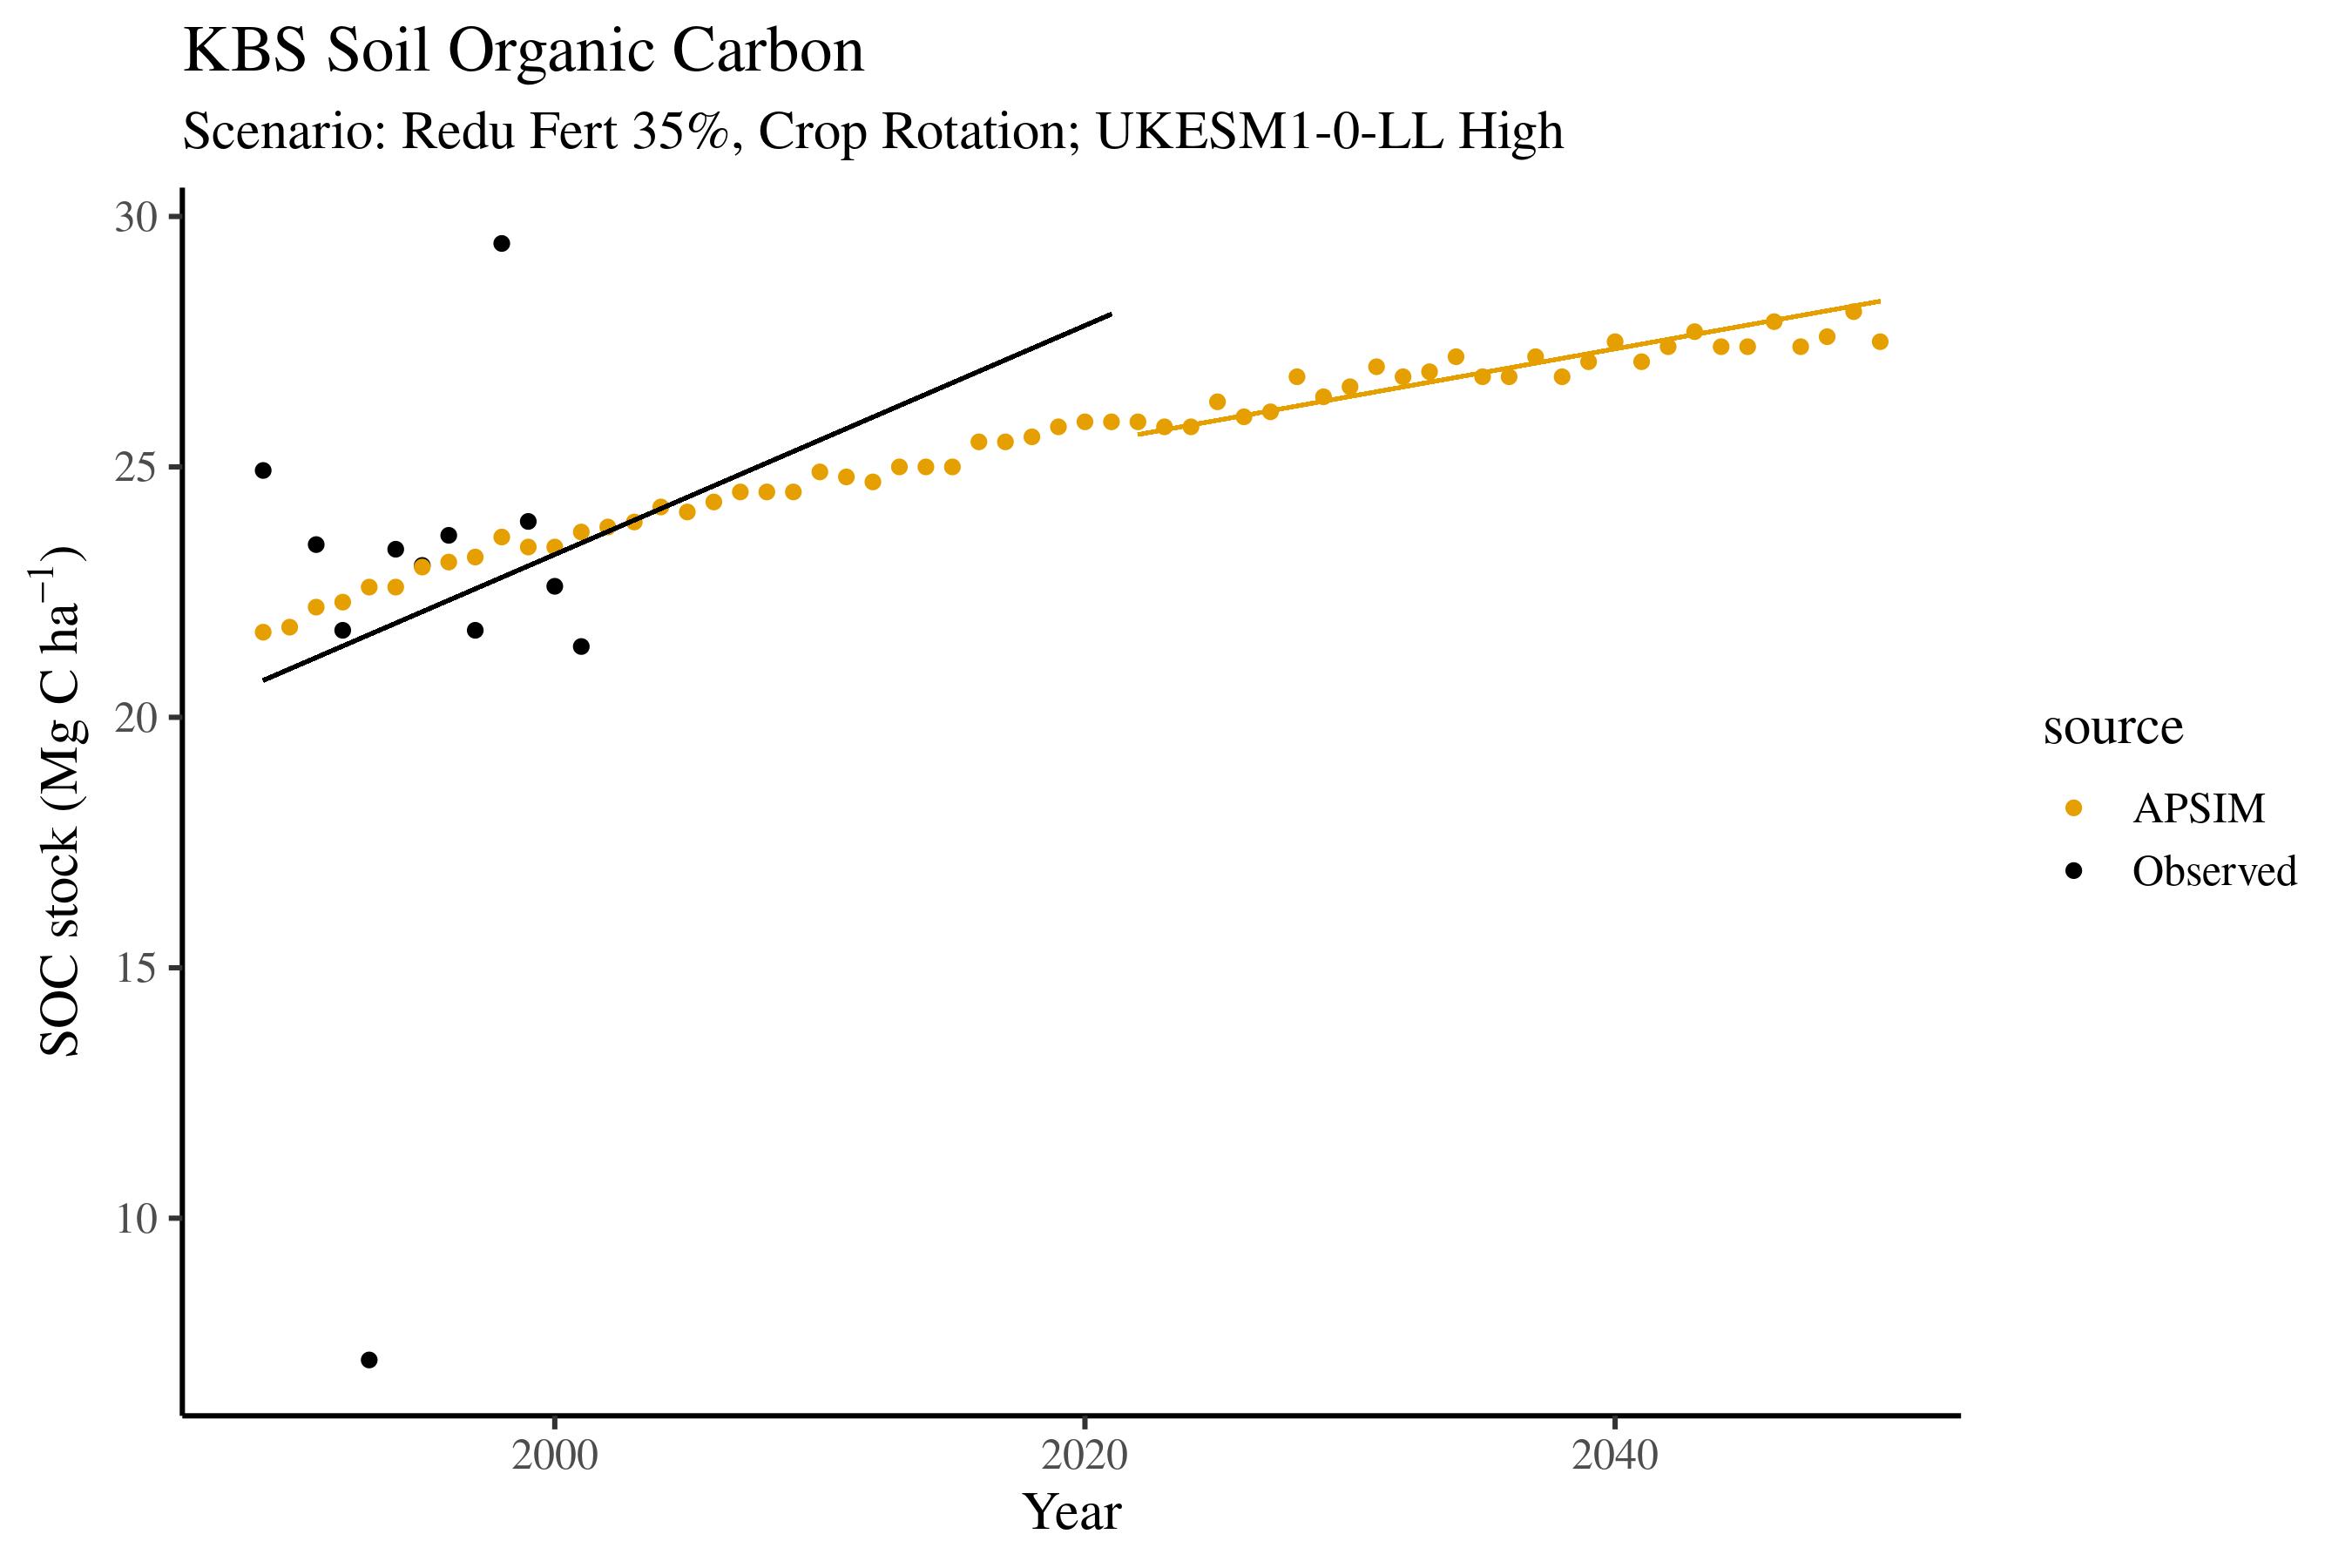 KBS Soil Organic Carbon
Scenario: Redu Fert 35%, Crop Rotation; UKESM1-0-LL High
30
25
20
15
10
SOC stock (Mg C ha⁻¹)
2000
2020
2040
Year
source
APSIM
Observed